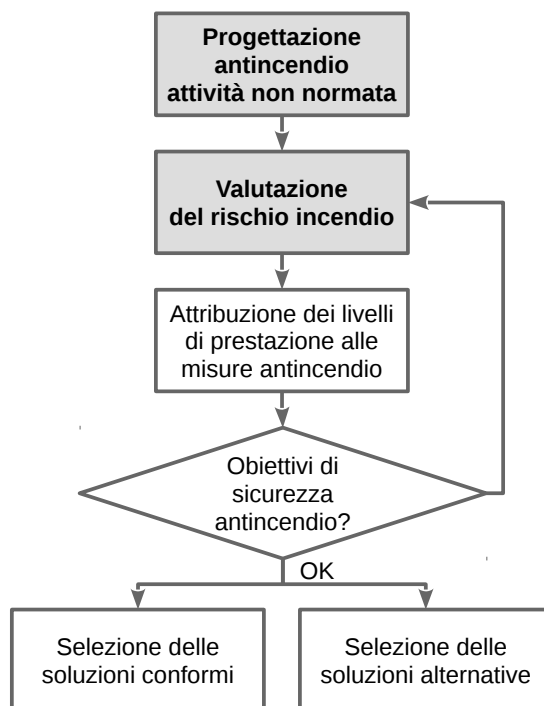 Progettazione
antincendio
attività non normata
Valutazione
del rischio incendio
Attribuzione dei livelli
di prestazione alle
misure antincendio
Obiettivi di
sicurezza
antincendio?
OK
Selezione delle
soluzioni conformi
Selezione delle
soluzioni alternative